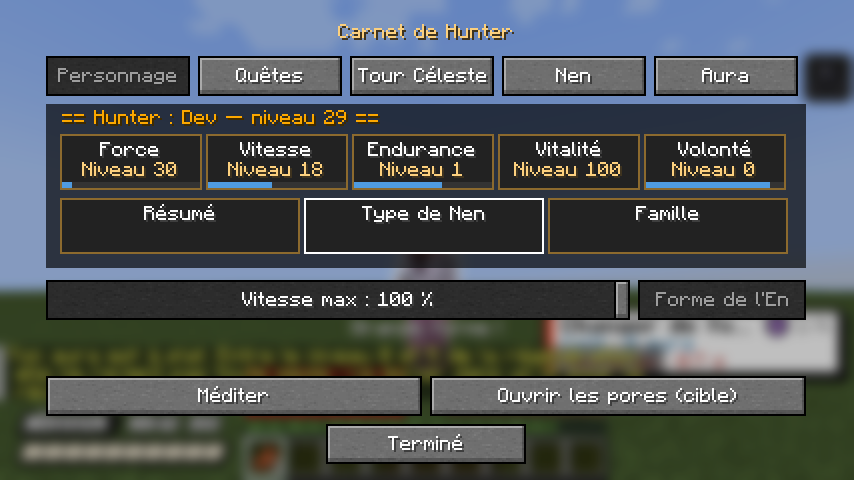 Carnet de Hunter
Personnage
Quêtes
Tour Céleste
Nen
Aura
== Hunter : Dev — niveau 29 ==
Force
Niveau 30
Vitesse
Niveau 18
Endurance
Niveau 1
Vitalité
Niveau 100
Volonté
Niveau 0
Résumé
Type de Nen
Famille
Vitesse max : 100 %
Forme de l'En
Méditer
Ouvrir les pores (cible)
Terminé